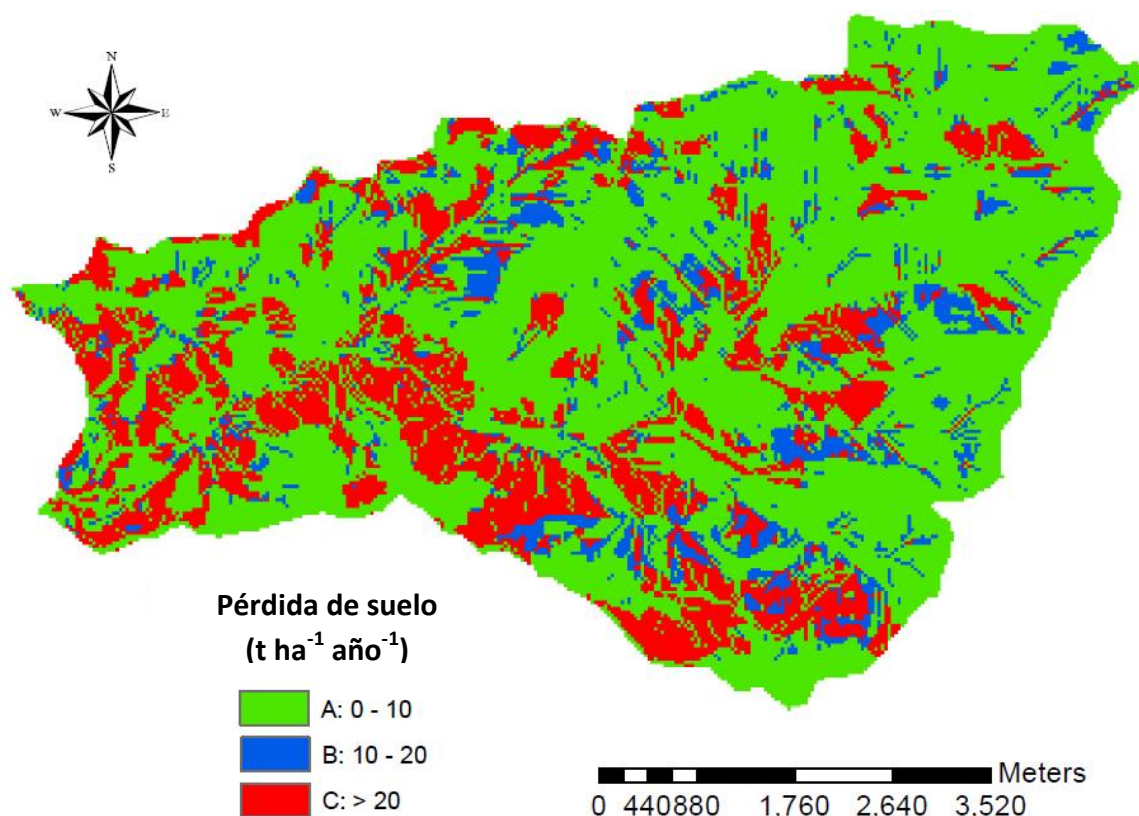 N
W E
S
Pérdida de suelo
(t ha⁻¹ año⁻¹)
A: 0 - 10
B: 10 - 20
C: > 20
Meters
0 440880 1.760 2.640 3.520